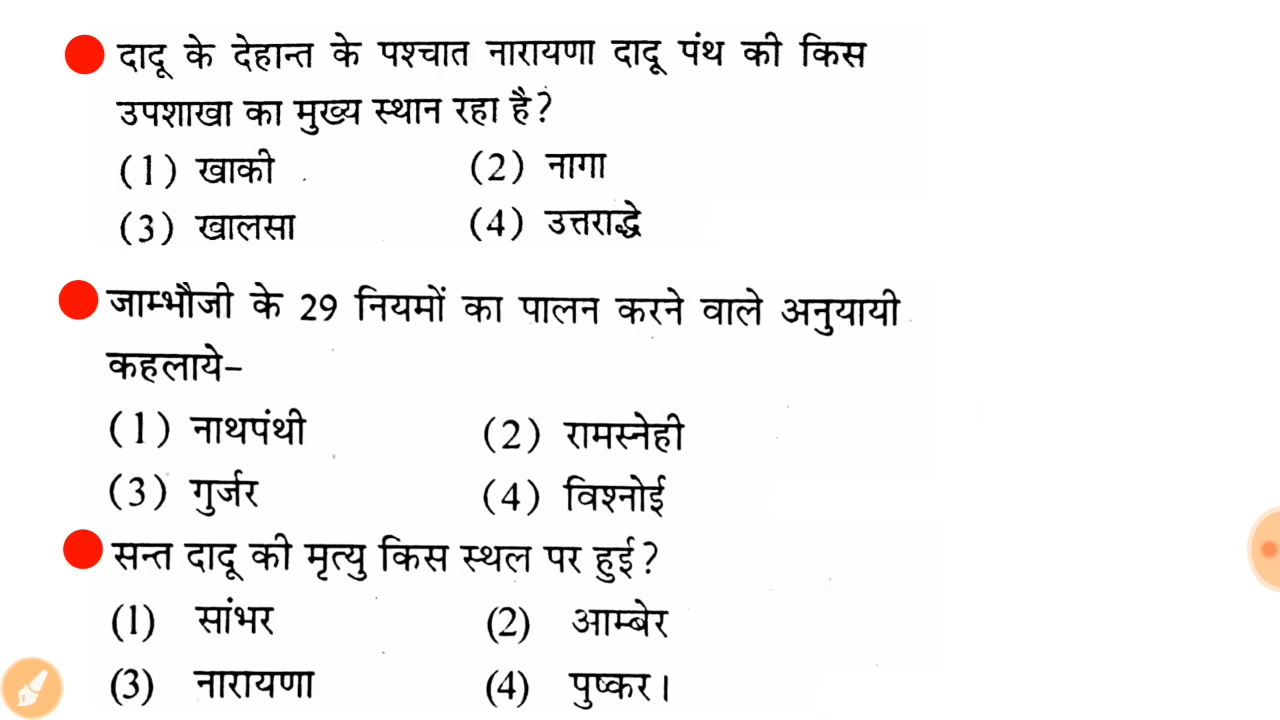 दादू के देहान्त के पश्चात नारायणा दादू पंथ की किस
उपशाखा का मुख्य स्थान रहा है?
(1) खाकी (2) नागा
(3) खालसा (4) उत्तराद्धे
जाम्भौजी के 29 नियमों का पालन करने वाले अनुयायी
कहलाये-
(1) नाथपंथी (2) रामस्नेही
(3) गुर्जर (4) विश्नोई
सन्त दादू की मृत्यु किस स्थल पर हुई?
(1) सांभर (2) आम्बेर
(3) नारायणा (4) पुष्कर।